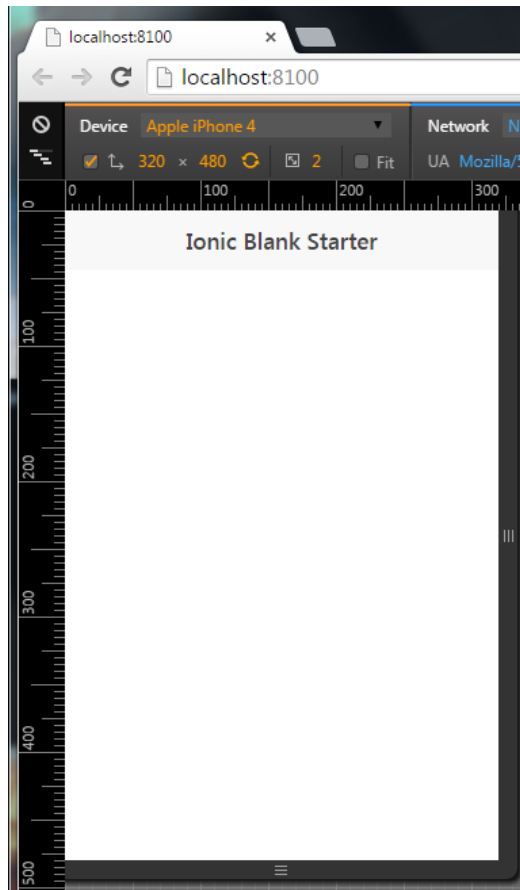 localhost:8100 ×
localhost:8100
Device Apple iPhone 4 ▼ Network N
320 × 480 2 Fit UA Mozilla/5
0 100 200 300
0
Ionic Blank Starter
100
200
300
400
500